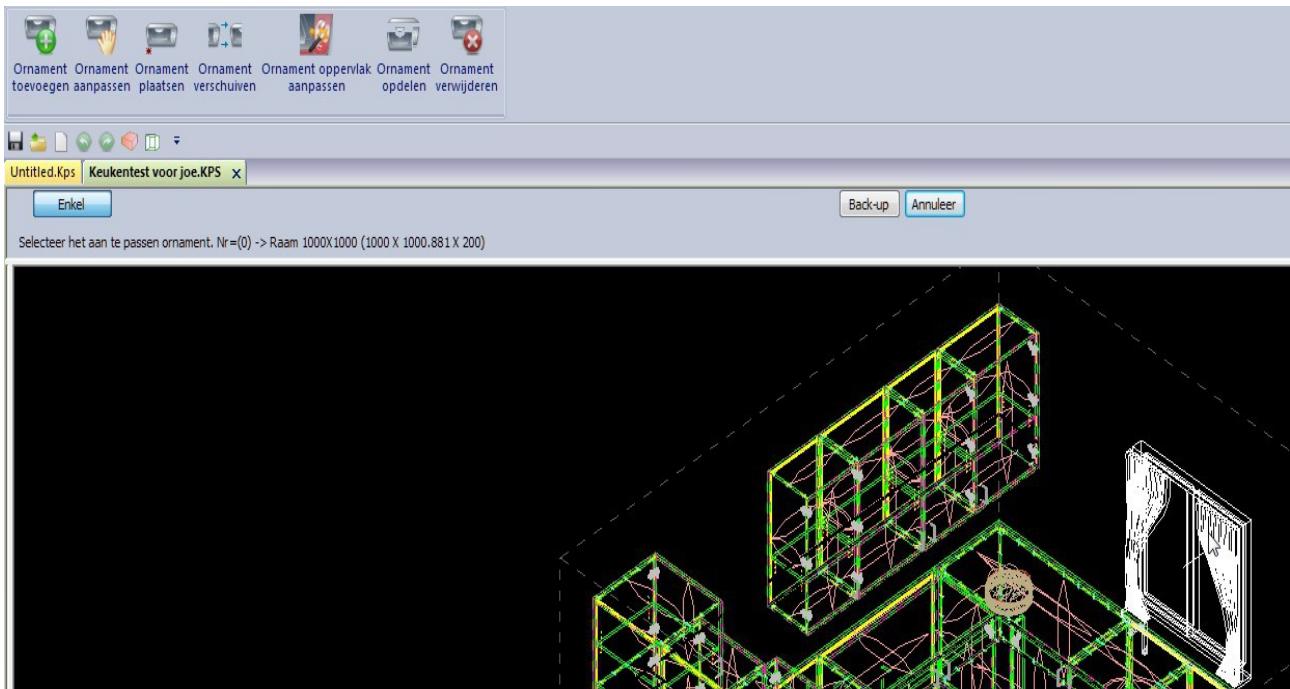 Ornament toevoegen
Ornament aanpassen
Ornament plaatsen
Ornament verschuiven
Ornament oppervlak aanpassen
Ornament opdelen
Ornament verwijderen
Untitled.Kps
Keukentest voor joe.KPS x
Enkel
Back-up
Annuleer
Selecteer het aan te passen ornament. Nr=(0) -> Raam 1000X1000 (1000 X 1000.881 X 200)